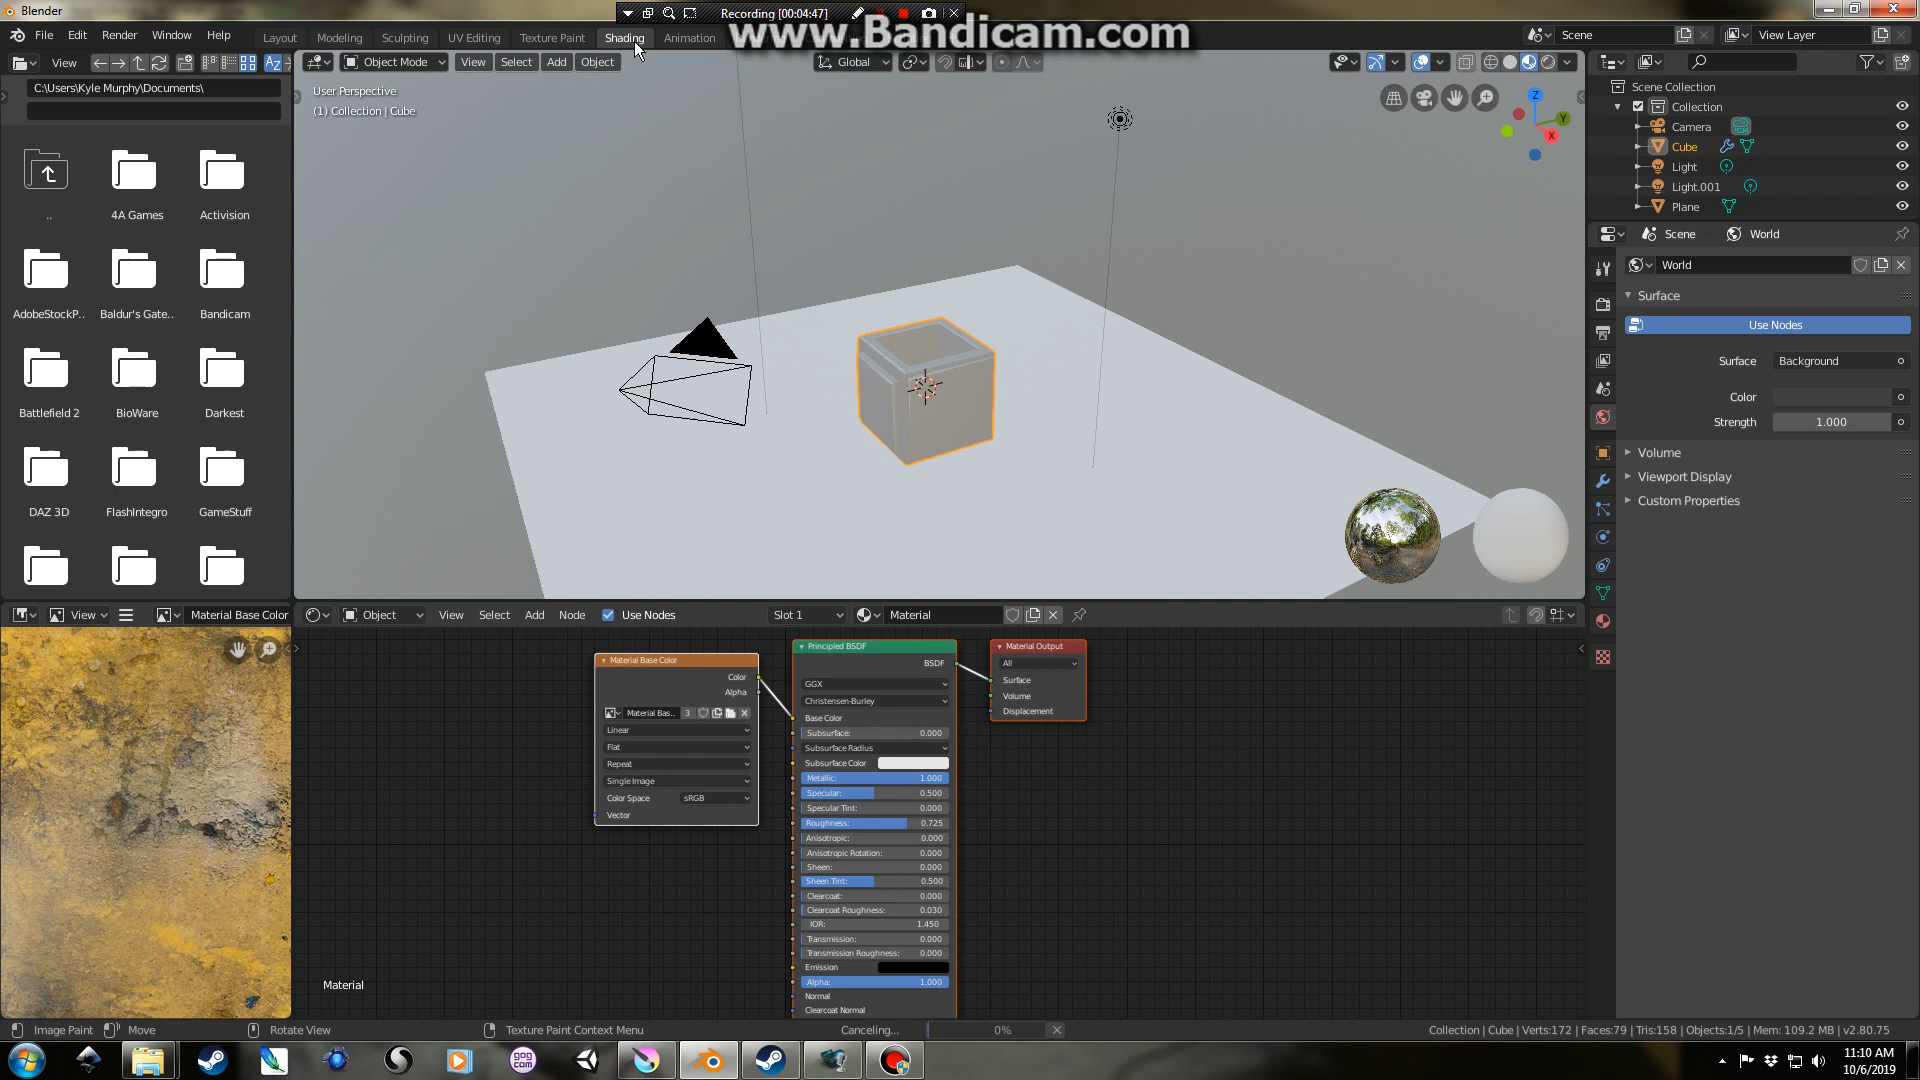 Blender
Recording [00:04:47]
www.Bandicam.com
File Edit Render Window Help
Layout Modeling Sculpting UV Editing Texture Paint Shading Animation
Scene
View Layer
View
Object Mode View Select Add Object
Global
C:\Users\Kyle Murphy\Documents\
User Perspective
(1) Collection | Cube
Z
Y
X
..
4A Games
Activision
AdobeStockP..
Baldur's Gate..
Bandicam
Battlefield 2
BioWare
Darkest
DAZ 3D
FlashIntegro
GameStuff
Scene Collection
Collection
Camera
Cube
Light
Light.001
Plane
Scene World
World
Surface
Use Nodes
Surface Background
Color
Strength 1.000
Volume
Viewport Display
Custom Properties
View Material Base Color
Object View Select Add Node Use Nodes Slot 1 Material
Material Base Color
Color
Alpha
Material Bas.. 3
Linear
Flat
Repeat
Single Image
Color Space sRGB
Vector
Principled BSDF
BSDF
GGX
Christensen-Burley
Base Color
Subsurface: 0.000
Subsurface Radius
Subsurface Color
Metallic: 1.000
Specular: 0.500
Specular Tint: 0.000
Roughness: 0.725
Anisotropic: 0.000
Anisotropic Rotation: 0.000
Sheen: 0.000
Sheen Tint: 0.500
Clearcoat: 0.000
Clearcoat Roughness: 0.030
IOR: 1.450
Transmission: 0.000
Transmission Roughness: 0.000
Emission
Alpha: 1.000
Normal
Clearcoat Normal
Material Output
All
Surface
Volume
Displacement
Material
Image Paint Move Rotate View Texture Paint Context Menu Canceling... 0% Collection | Cube | Verts:172 | Faces:79 | Tris:158 | Objects:1/5 | Mem: 109.2 MB | v2.80.75
gog
com
11:10 AM
10/6/2019